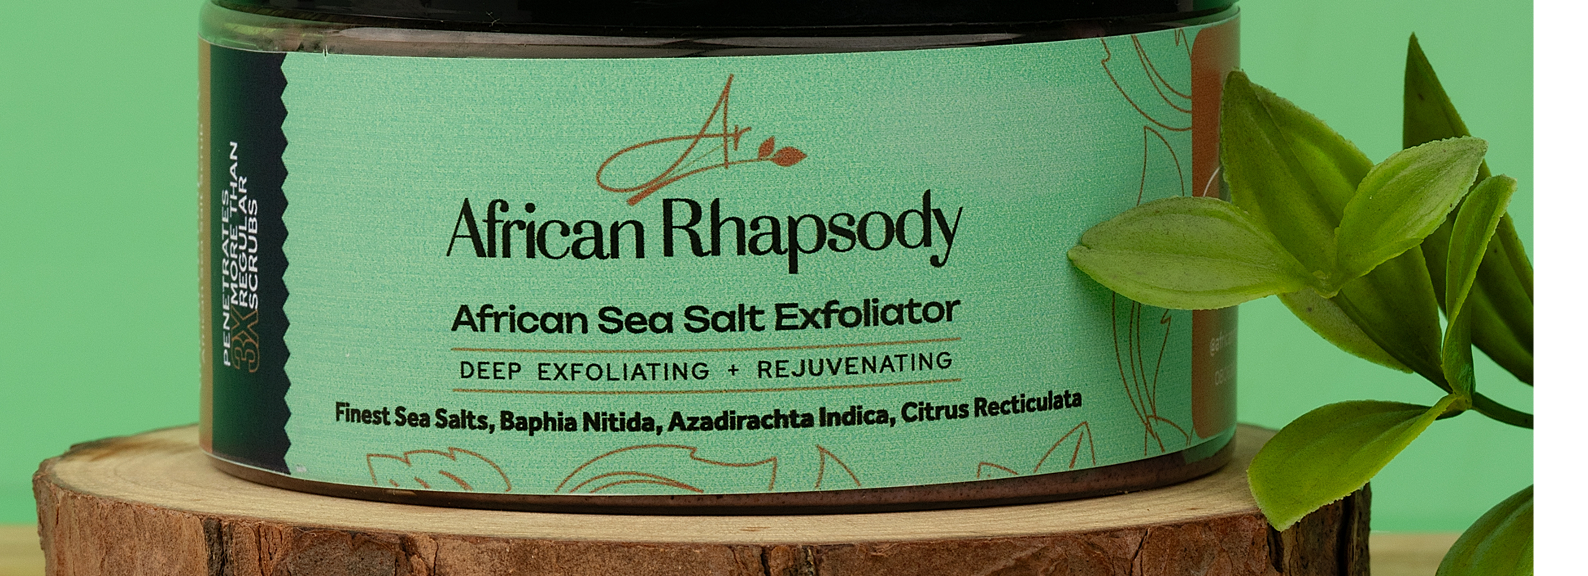 Ar
African Rhapsody
African Sea Salt Exfoliator
DEEP EXFOLIATING + REJUVENATING
Finest Sea Salts, Baphia Nitida, Azadirachta Indica, Citrus Recticulata
PENETRATES
3X MORE THAN
REGULAR
SCRUBS